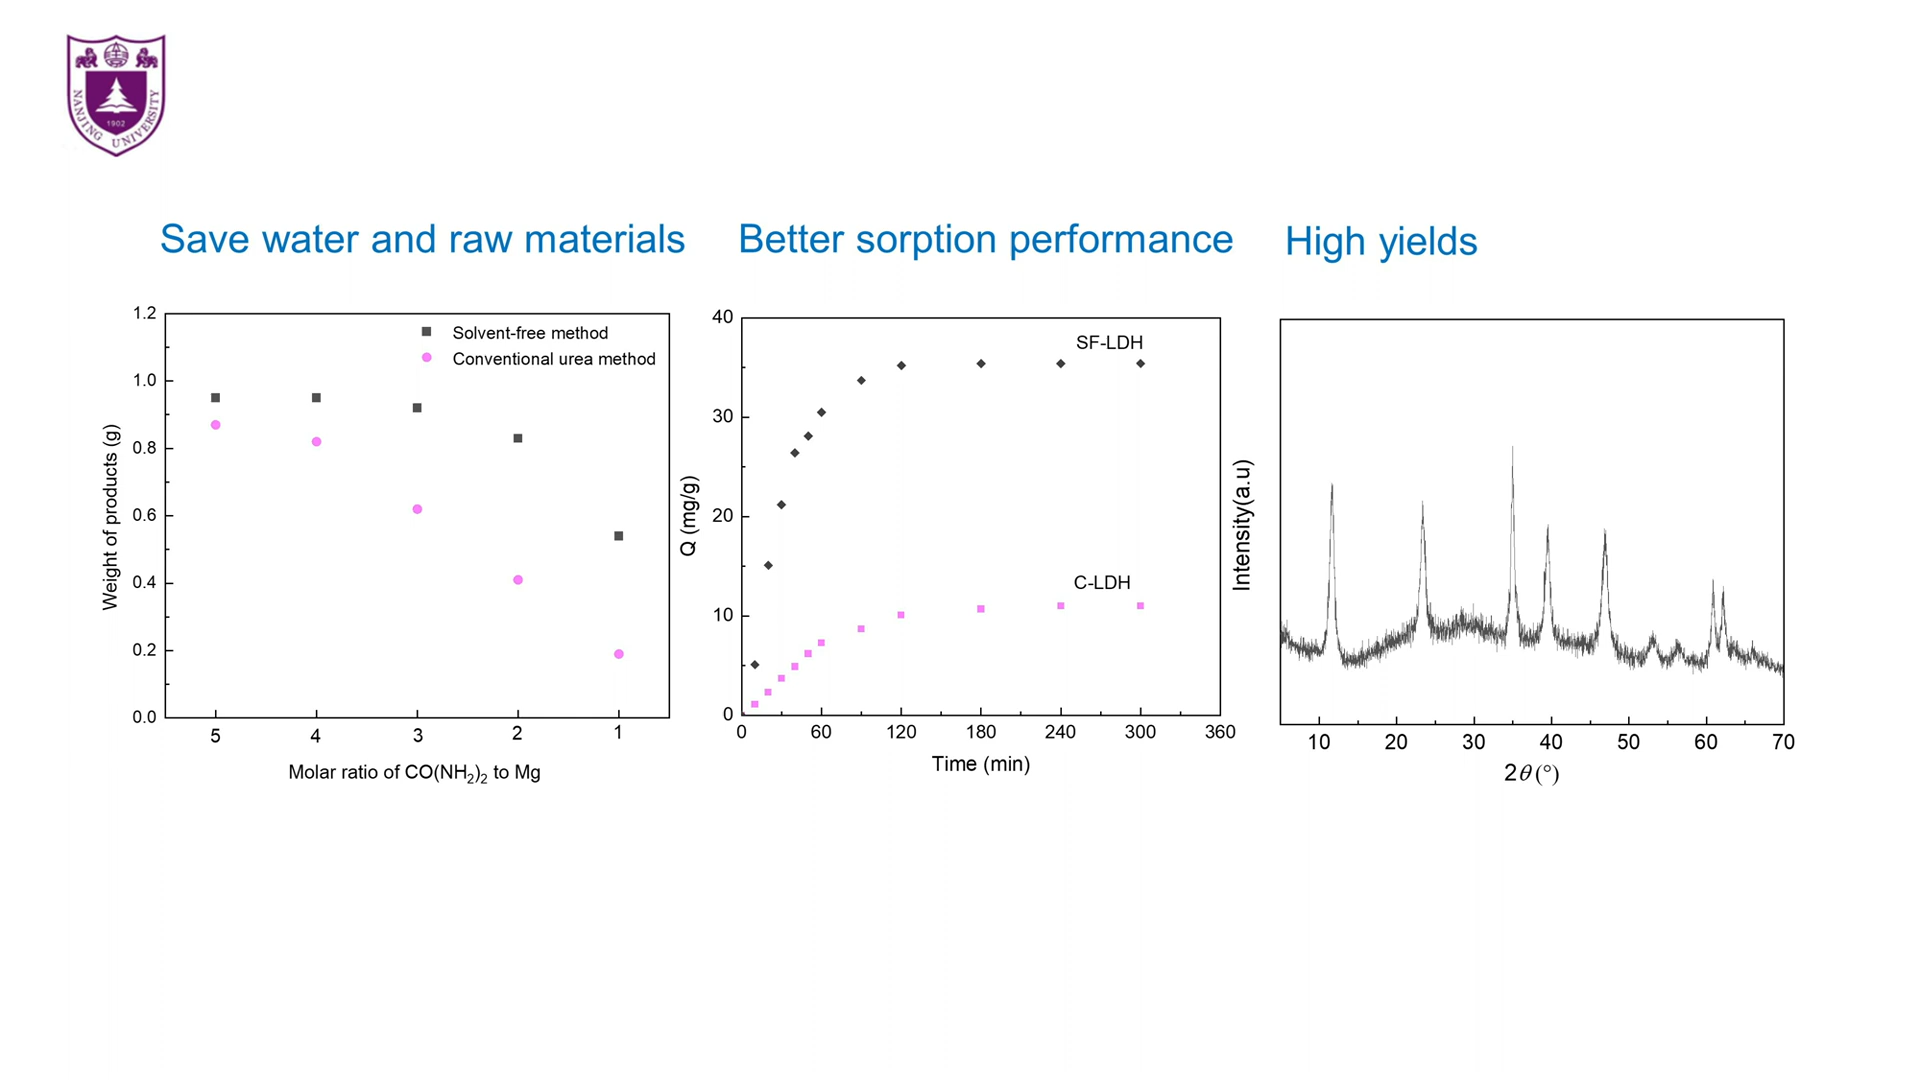 NANJING UNIVERSITY
1902
Save water and raw materials
Better sorption performance
High yields
Solvent-free method
Conventional urea method
Weight of products (g)
1.2
1.0
0.8
0.6
0.4
0.2
0.0
5 4 3 2 1
Molar ratio of CO(NH₂)₂ to Mg
SF-LDH
C-LDH
Q (mg/g)
40
30
20
10
0
0 60 120 180 240 300 360
Time (min)
Intensity(a.u)
10 20 30 40 50 60 70
2θ(°)